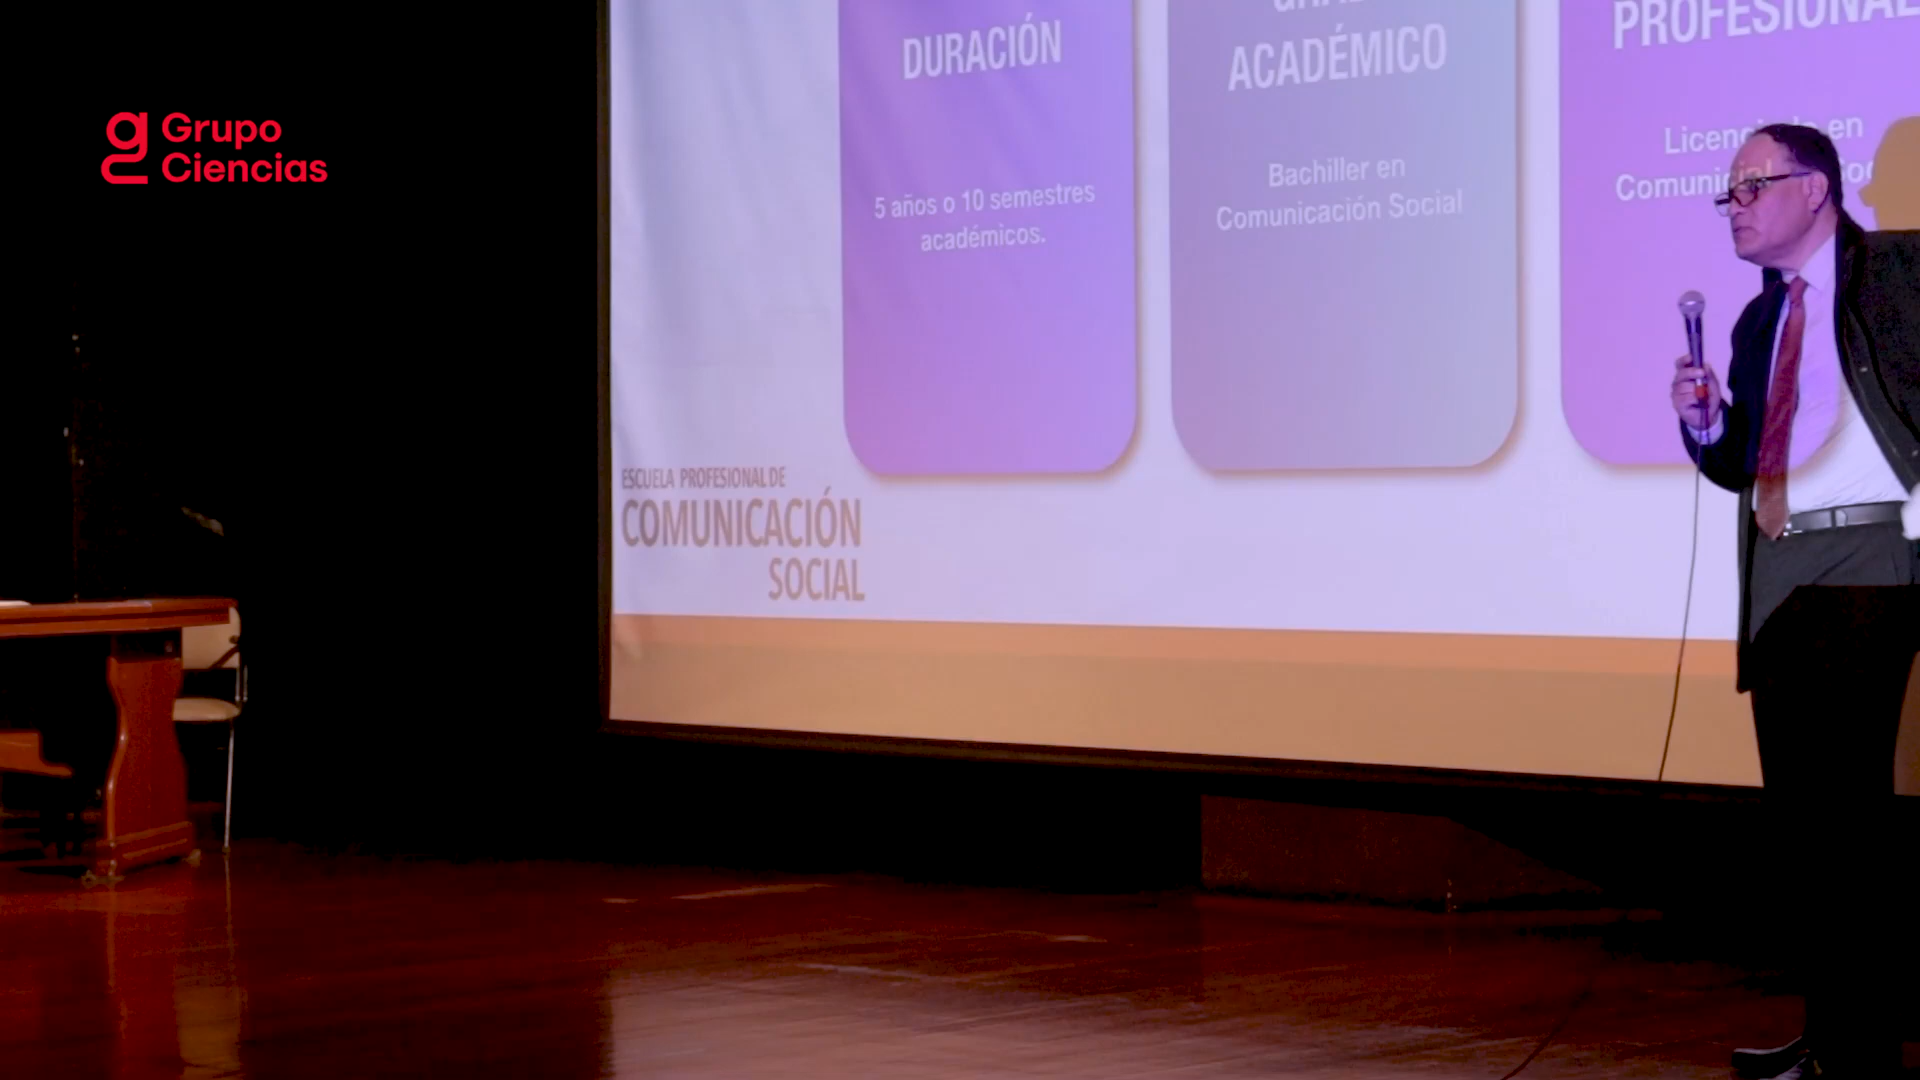 Grupo
Ciencias
DURACIÓN
5 años o 10 semestres
académicos.
ACADÉMICO
Bachiller en
Comunicación Social
PROFESIONAL
en
ESCUELA PROFESIONAL DE
COMUNICACIÓN
SOCIAL